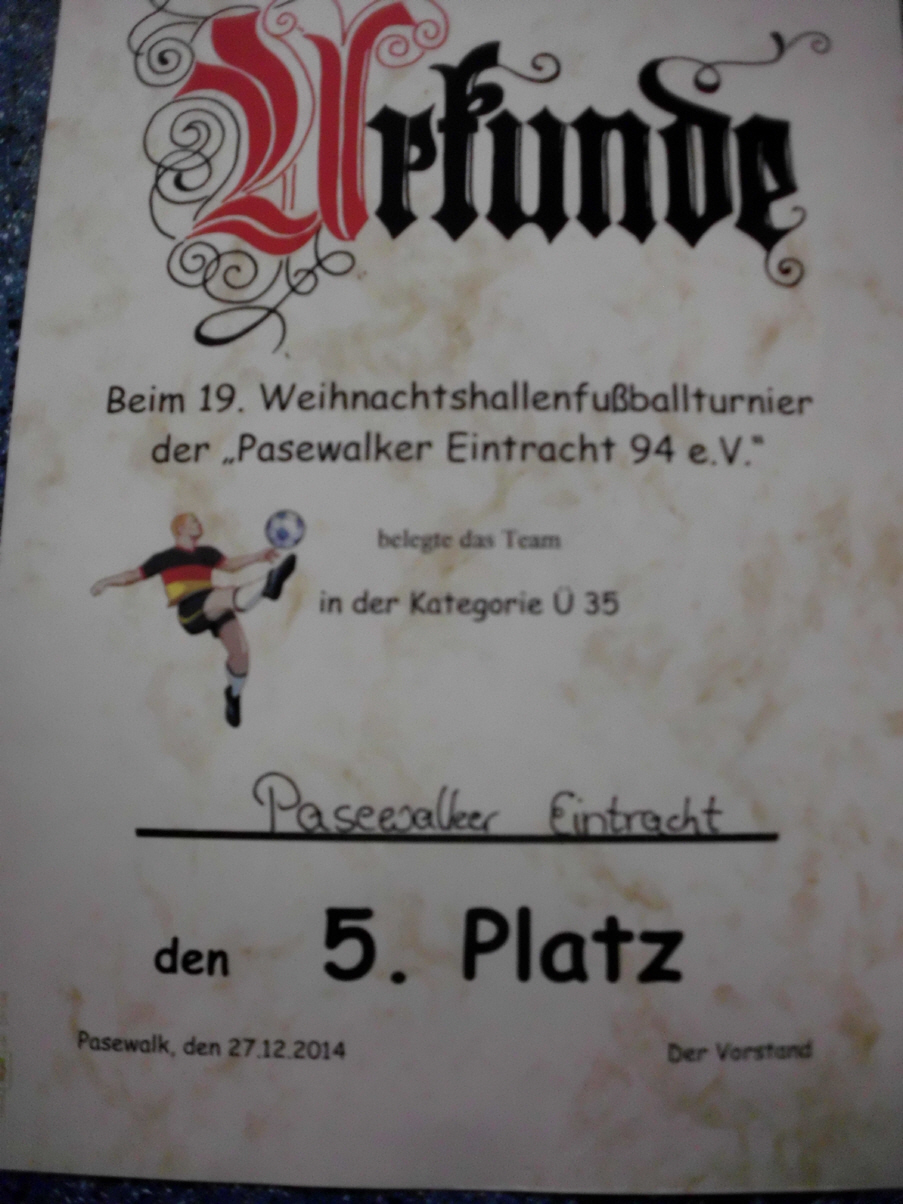 Urkunde
Beim 19. Weihnachtshallenfußballturnier
der „Pasewalker Eintracht 94 e.V.“
belegte das Team
in der Kategorie Ü 35
Pasewalker Eintracht
den 5. Platz
Pasewalk, den 27.12.2014 Der Vorstand